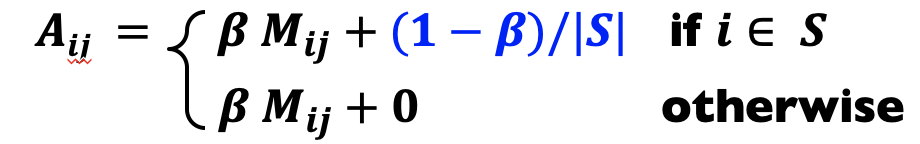 A_ij = { β M_ij + (1 − β)/|S| if i ∈ S
β M_ij + 0 otherwise